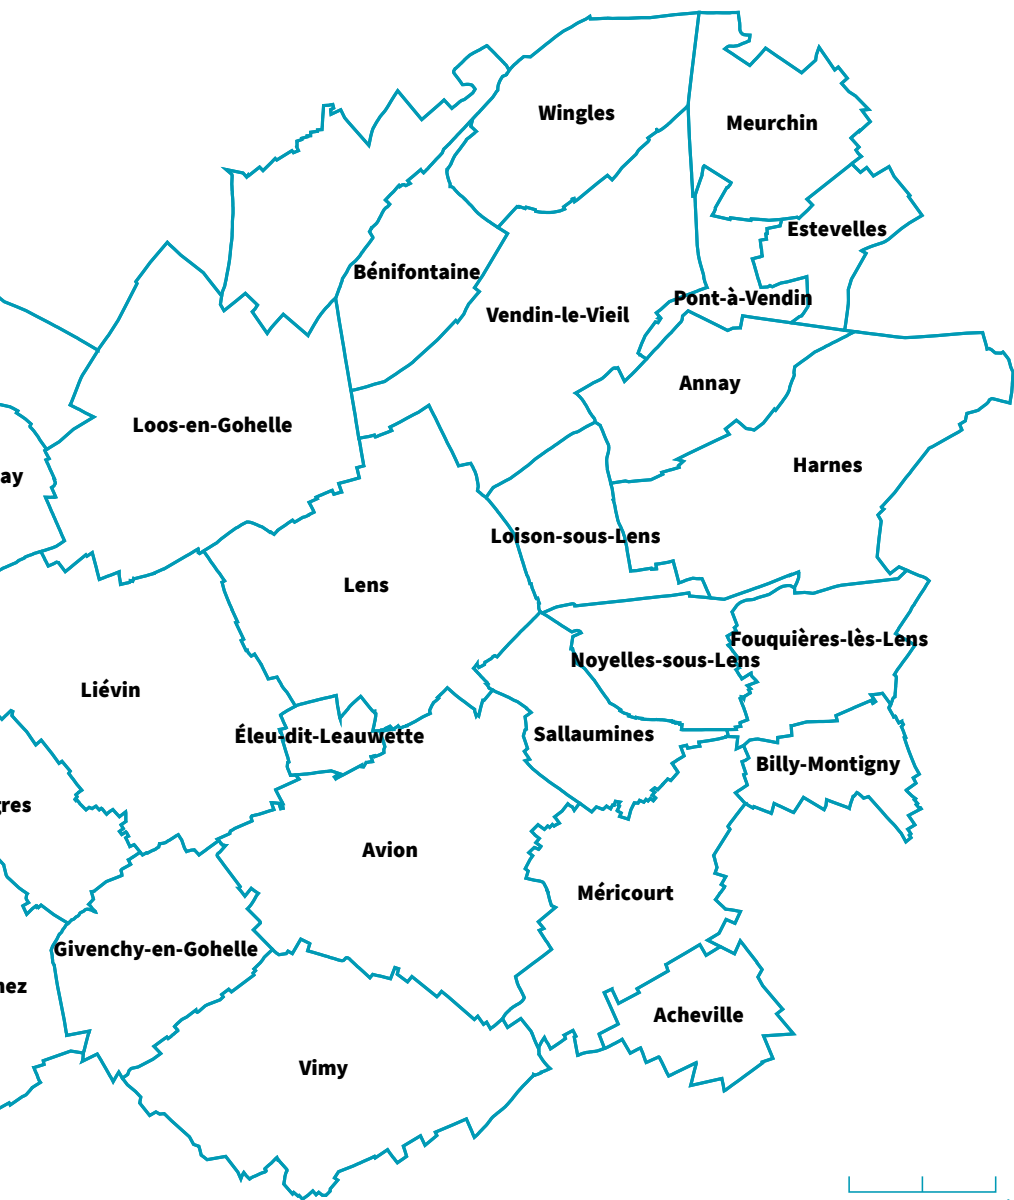 Wingles
Meurchin
Estevelles
Bénifontaine
Pont-à-Vendin
Vendin-le-Vieil
Annay
Loos-en-Gohelle
Harnes
ay
Loison-sous-Lens
Lens
Fouquières-lès-Lens
Noyelles-sous-Lens
Liévin
Éleu-dit-Leauwette
Sallaumines
Billy-Montigny
gres
Avion
Méricourt
Givenchy-en-Gohelle
nez
Acheville
Vimy